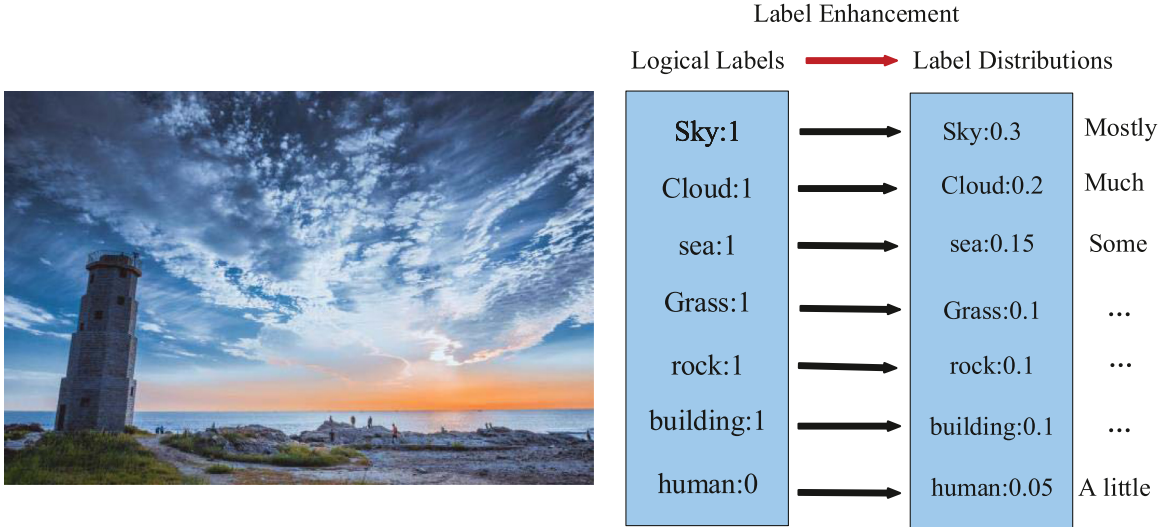 Label Enhancement
Logical Labels Label Distributions
Sky:1 Sky:0.3 Mostly
Cloud:1 Cloud:0.2 Much
sea:1 sea:0.15 Some
Grass:1 Grass:0.1 ...
rock:1 rock:0.1 ...
building:1 building:0.1 ...
human:0 human:0.05 A little